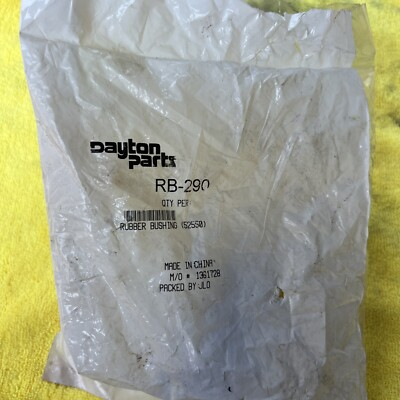 Dayton
parts
RB-290
QTY PER
RUBBER BUSHING (S2550)
MADE IN CHINA
M/O # 1361728
PACKED BY JLO